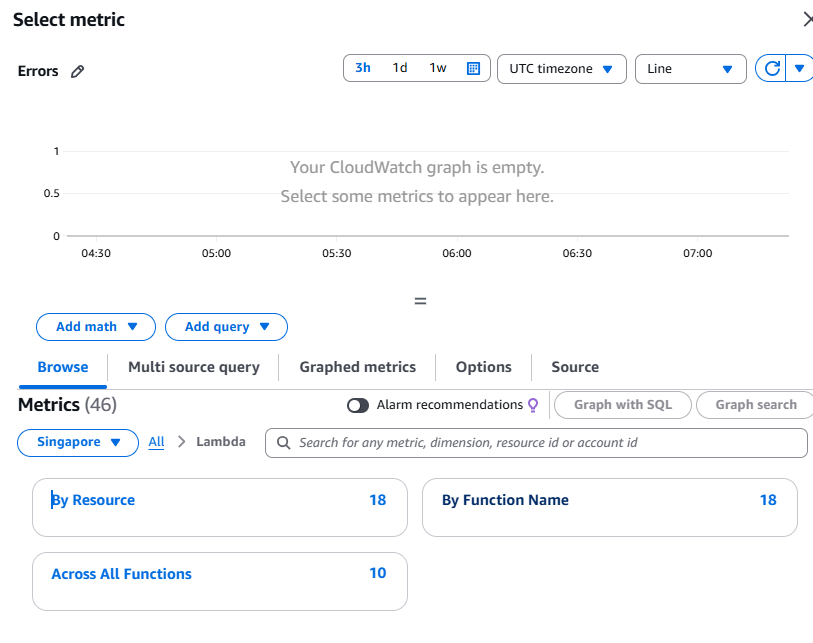 Select metric
Errors
3h 1d 1w UTC timezone Line
1
Your CloudWatch graph is empty.
0.5
Select some metrics to appear here.
0
04:30 05:00 05:30 06:00 06:30 07:00
Add math Add query
Browse Multi source query Graphed metrics Options Source
Metrics (46) Alarm recommendations Graph with SQL Graph search
Singapore All Lambda Search for any metric, dimension, resource id or account id
By Resource 18 By Function Name 18
Across All Functions 10